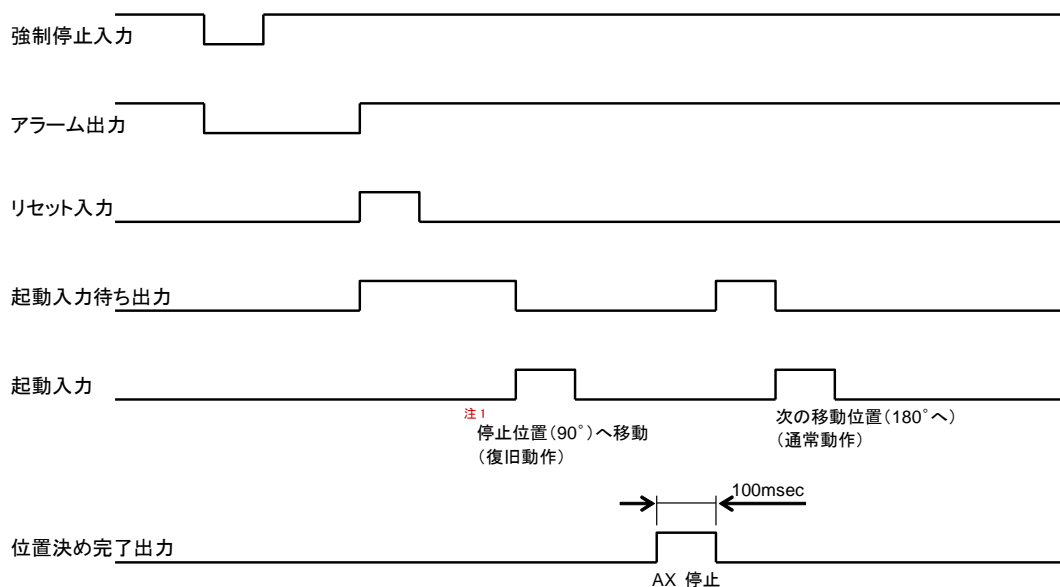 強制停止入力
アラーム出力
リセット入力
起動入力待ち出力
起動入力
注1
停止位置(90°)へ移動
(復旧動作)
次の移動位置(180°へ)
(通常動作)
100msec
位置決め完了出力
AX 停止